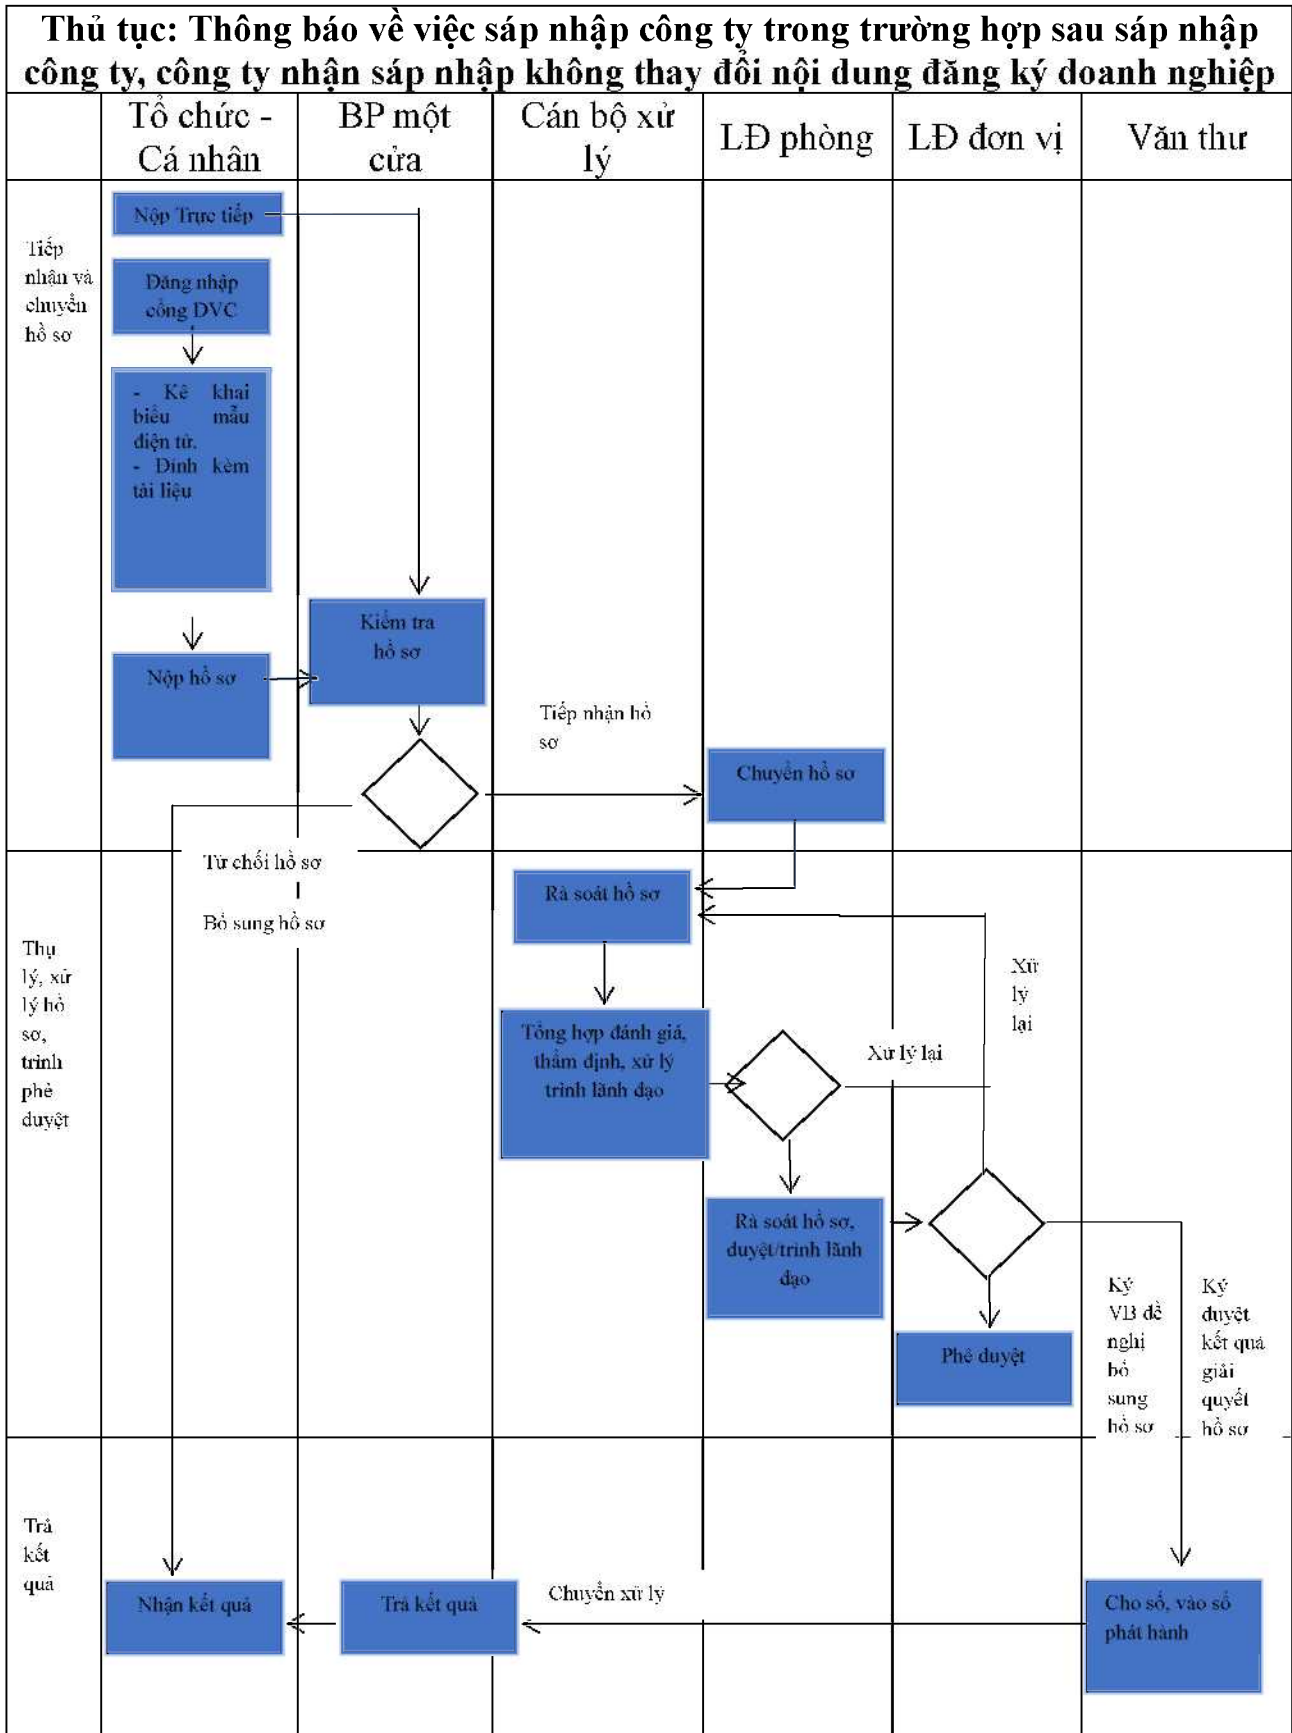 Thủ tục: Thông báo về việc sáp nhập công ty trong trường hợp sau sáp nhập
công ty, công ty nhận sáp nhập không thay đổi nội dung đăng ký doanh nghiệp
Tổ chức -
Cá nhân
BP một
cửa
Cán bộ xử
lý
LĐ phòng
LĐ đơn vị
Văn thư
Tiếp
nhận và
chuyển
hồ sơ
Nộp Trực tiếp
Đăng nhập
cổng DVC
- Kê khai
biểu mẫu
điện tử.
- Đính kèm
tài liệu
Nộp hồ sơ
Kiểm tra
hồ sơ
Tiếp nhận hồ
sơ
Chuyển hồ sơ
Từ chối hồ sơ
Bổ sung hồ sơ
Thụ
lý, xử
lý hồ
sơ,
trình
phê
duyệt
Rà soát hồ sơ
Tổng hợp đánh giá,
thẩm định, xử lý
trình lãnh đạo
Xử lý lại
Xử
lý
lại
Rà soát hồ sơ,
duyệt/trình lãnh
đạo
Phê duyệt
Ký
VB đề
nghị
bổ
sung
hồ sơ
Ký
duyệt
kết quả
giải
quyết
hồ sơ
Trả
kết
quả
Nhận kết quả
Trả kết quả
Chuyển xử lý
Cho số, vào sổ
phát hành